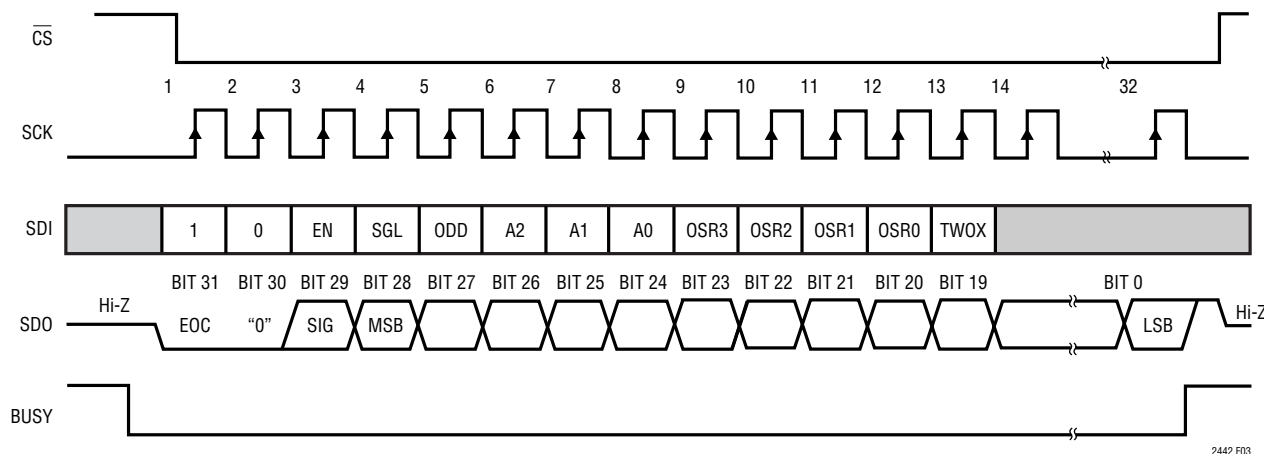 CS
1 2 3 4 5 6 7 8 9 10 11 12 13 14 32
SCK
SDI 1 0 EN SGL ODD A2 A1 A0 OSR3 OSR2 OSR1 OSR0 TWOX
BIT 31 BIT 30 BIT 29 BIT 28 BIT 27 BIT 26 BIT 25 BIT 24 BIT 23 BIT 22 BIT 21 BIT 20 BIT 19 BIT 0
Hi-Z Hi-Z
SDO EOC “0” SIG MSB LSB
BUSY
2442 F03